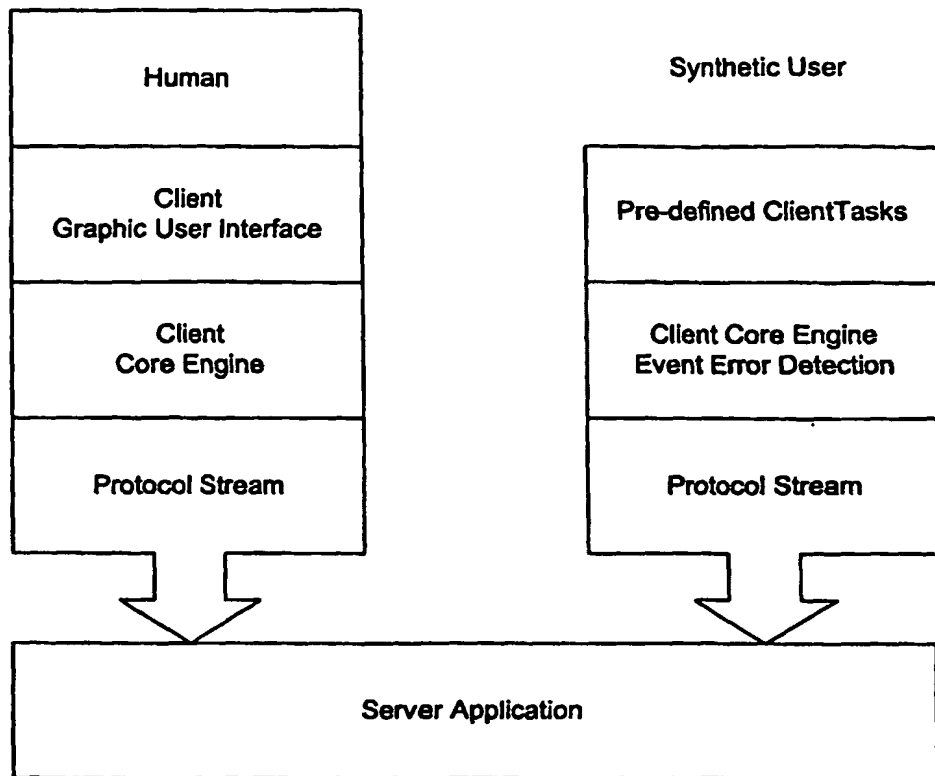 Human
Client
Graphic User Interface
Client
Core Engine
Protocol Stream
Synthetic User
Pre-defined ClientTasks
Client Core Engine
Event Error Detection
Protocol Stream
Server Application